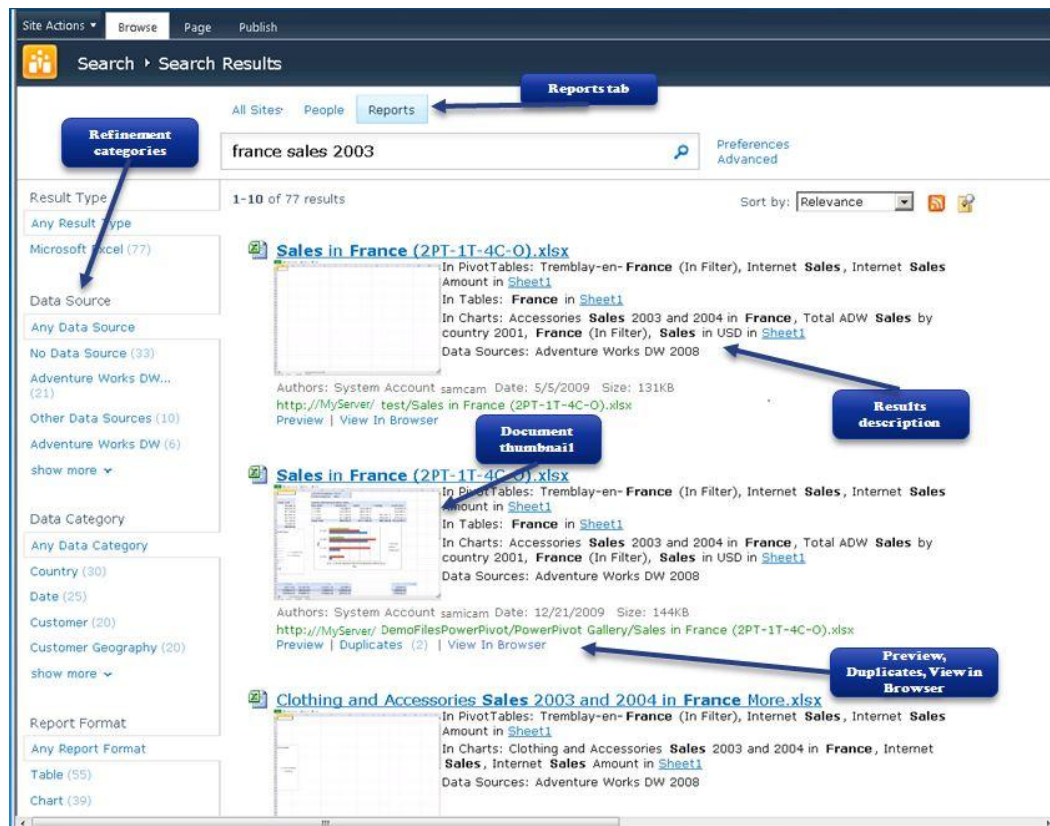 Site Actions Browse Page Publish
Search Search Results
Reports tab
All Sites People Reports
Refinement
categories
france sales 2003
Preferences
Advanced
Result Type
Any Result Type
Microsoft Excel (77)
Data Source
Any Data Source
No Data Source (33)
Adventure Works DW...
(21)
Other Data Sources (10)
Adventure Works DW (6)
show more
Data Category
Any Data Category
Country (30)
Date (25)
Customer (20)
Customer Geography (20)
show more
Report Format
Any Report Format
Table (55)
Chart (39)
1-10 of 77 results
Sort by: Relevance
Sales in France (2PT-1T-4C-O).xlsx
In PivotTables: Tremblay-en-France (In Filter), Internet Sales, Internet Sales
Amount in Sheet1
In Tables: France in Sheet1
In Charts: Accessories Sales 2003 and 2004 in France, Total ADW Sales by
country 2001, France (In Filter), Sales in USD in Sheet1
Data Sources: Adventure Works DW 2008
Authors: System Account samcam Date: 5/5/2009 Size: 131KB
http://MyServer/ test/Sales in France (2PT-1T-4C-O).xlsx
Preview | View In Browser
Results
description
Document
thumbnail
Sales in France (2PT-1T-4C-O).xlsx
In PivotTables: Tremblay-en-France (In Filter), Internet Sales, Internet Sales
Amount in Sheet1
In Tables: France in Sheet1
In Charts: Accessories Sales 2003 and 2004 in France, Total ADW Sales by
country 2001, France (In Filter), Sales in USD in Sheet1
Data Sources: Adventure Works DW 2008
Authors: System Account samicam Date: 12/21/2009 Size: 144KB
http://MyServer/ DemoFilesPowerPivot/PowerPivot Gallery/Sales in France (2PT-1T-4C-O).xlsx
Preview | Duplicates (2) | View In Browser
Preview,
Duplicates, View in
Browser
Clothing and Accessories Sales 2003 and 2004 in France More.xlsx
In PivotTables: Tremblay-en-France (In Filter), Internet Sales, Internet Sales
Amount in Sheet1
In Charts: Clothing and Accessories Sales 2003 and 2004 in France, Internet
Sales, Internet Sales Amount in Sheet1
Data Sources: Adventure Works DW 2008